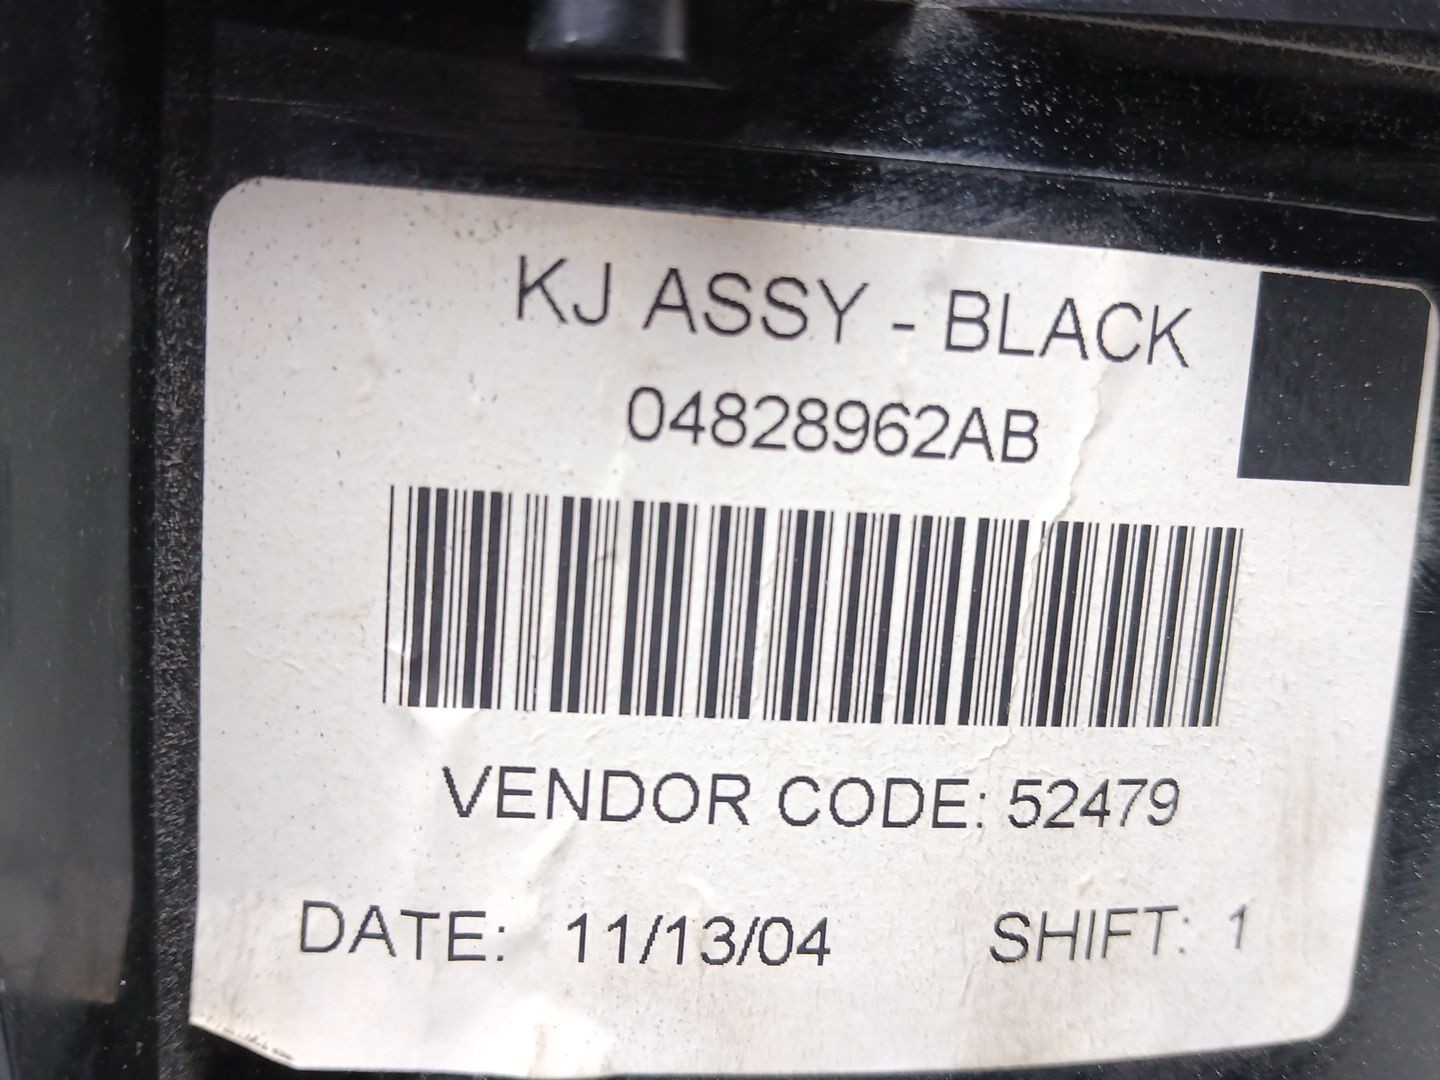 KJ ASSY - BLACK
04828962AB
VENDOR CODE: 52479
DATE: 11/13/04 SHIFT: 1